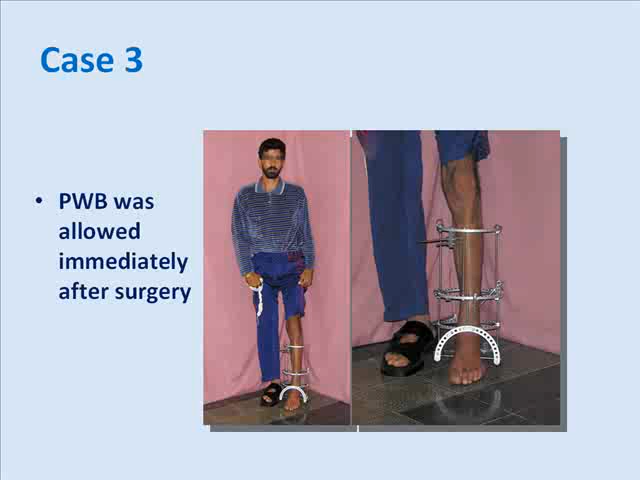 Case 3
• PWB was
allowed
immediately
after surgery